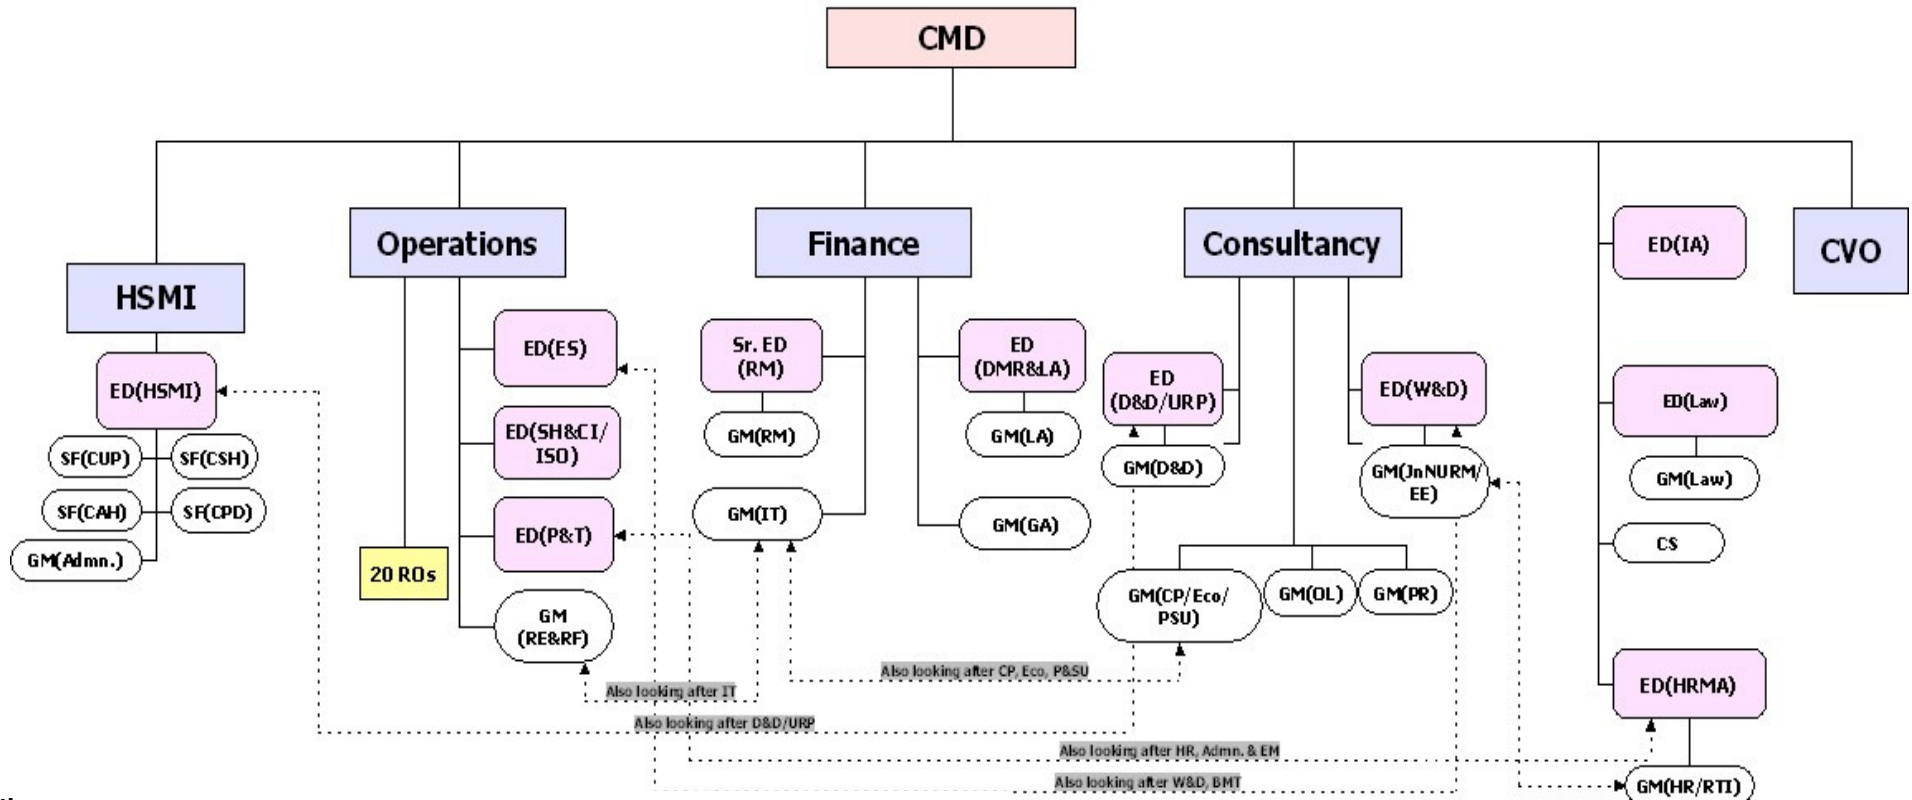 CMD
HSMI
Operations
Finance
Consultancy
CVO
ED(HSMI)
SF(CUP)
SF(CSH)
SF(CAH)
SF(CPD)
GM(Admn.)
ED(ES)
ED(SH&CI/
ISO)
ED(P&T)
20 ROs
GM
(RE&RF)
Sr. ED
(RM)
GM(RM)
GM(IT)
ED
(DMR&LA)
GM(LA)
GM(GA)
ED
(D&D/URP)
GM(D&D)
ED(W&D)
GM(JnNURM/
EE)
GM(CP/Eco/
PSU)
GM(OL)
GM(PR)
ED(IA)
ED(Law)
GM(Law)
CS
ED(HRMA)
GM(HR/RTI)
Also looking after CP, Eco, P&SU
Also looking after IT
Also looking after D&D/URP
Also looking after HR, Admn. & EM
Also looking after W&D, BMT